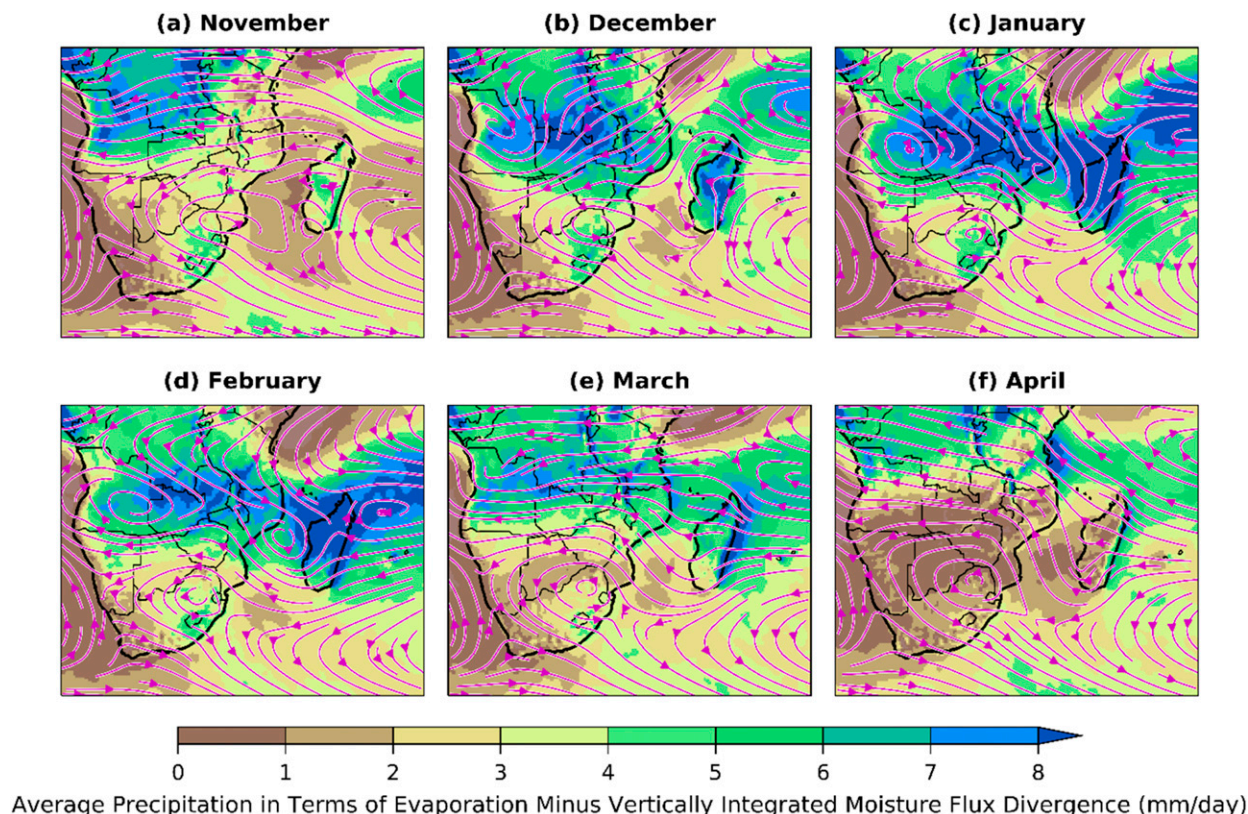 (a) November
(b) December
(c) January
(d) February
(e) March
(f) April
0 1 2 3 4 5 6 7 8
Average Precipitation in Terms of Evaporation Minus Vertically Integrated Moisture Flux Divergence (mm/day)